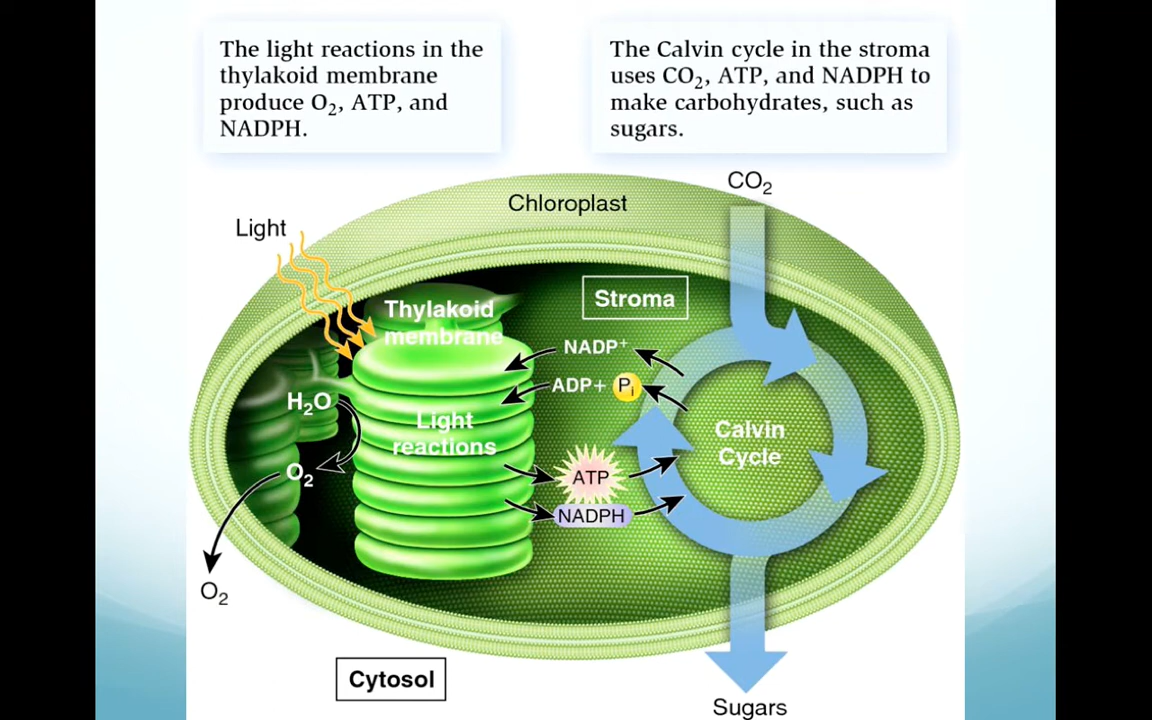 The light reactions in the
thylakoid membrane
produce O₂, ATP, and
NADPH.
The Calvin cycle in the stroma
uses CO₂, ATP, and NADPH to
make carbohydrates, such as
sugars.
CO₂
Chloroplast
Light
Stroma
Thylakoid
membrane
NADP⁺
ADP+ Pᵢ
H₂O
Light
reactions
Calvin
Cycle
O₂
ATP
NADPH
O₂
Cytosol
Sugars